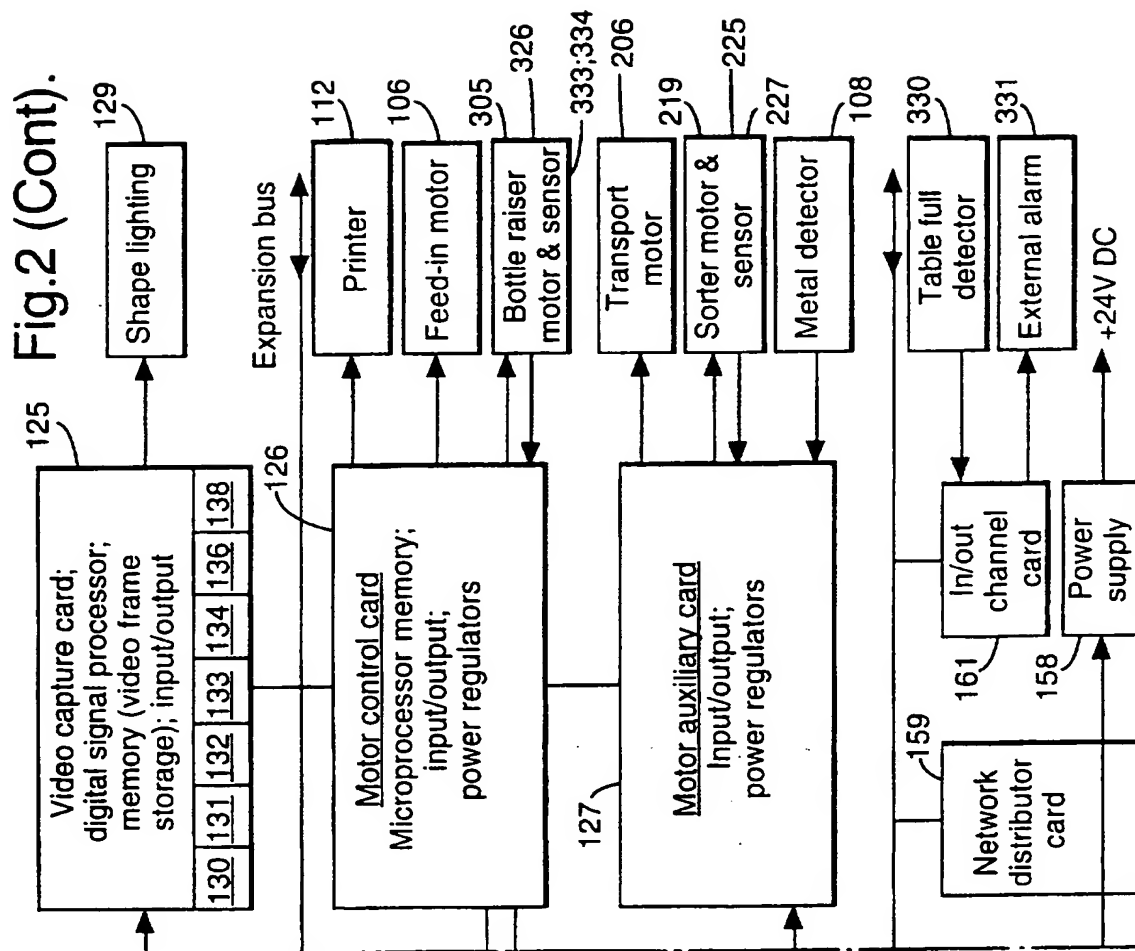 Fig.2 (Cont).
125
Video capture card;
digital signal processor;
memory (video frame
storage); input/output
130 131 132 133 134 136 138
Shape lighting
129
Expansion bus
126
Motor control card
Microprocessor memory;
input/output;
power regulators
Printer
112
Feed-in motor
106
Bottle raiser
motor & sensor
305
326
333;334
127
Motor auxiliary card
Input/output;
power regulators
Transport
motor
206
Sorter motor &
sensor
219
225
227
Metal detector
108
159
Network
distributor
card
161
In/out
channel
card
Table full
detector
330
External alarm
331
158
Power
supply
+24V DC